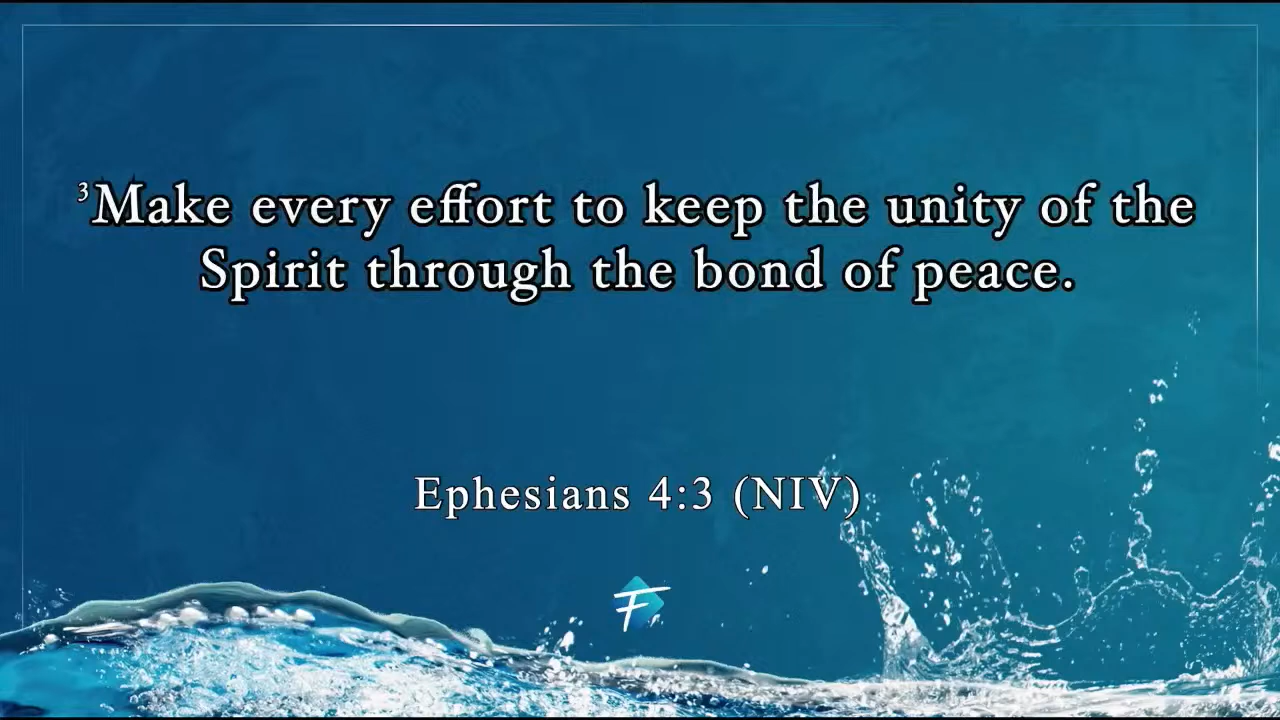 ³Make every effort to keep the unity of the
Spirit through the bond of peace.
Ephesians 4:3 (NIV)
F